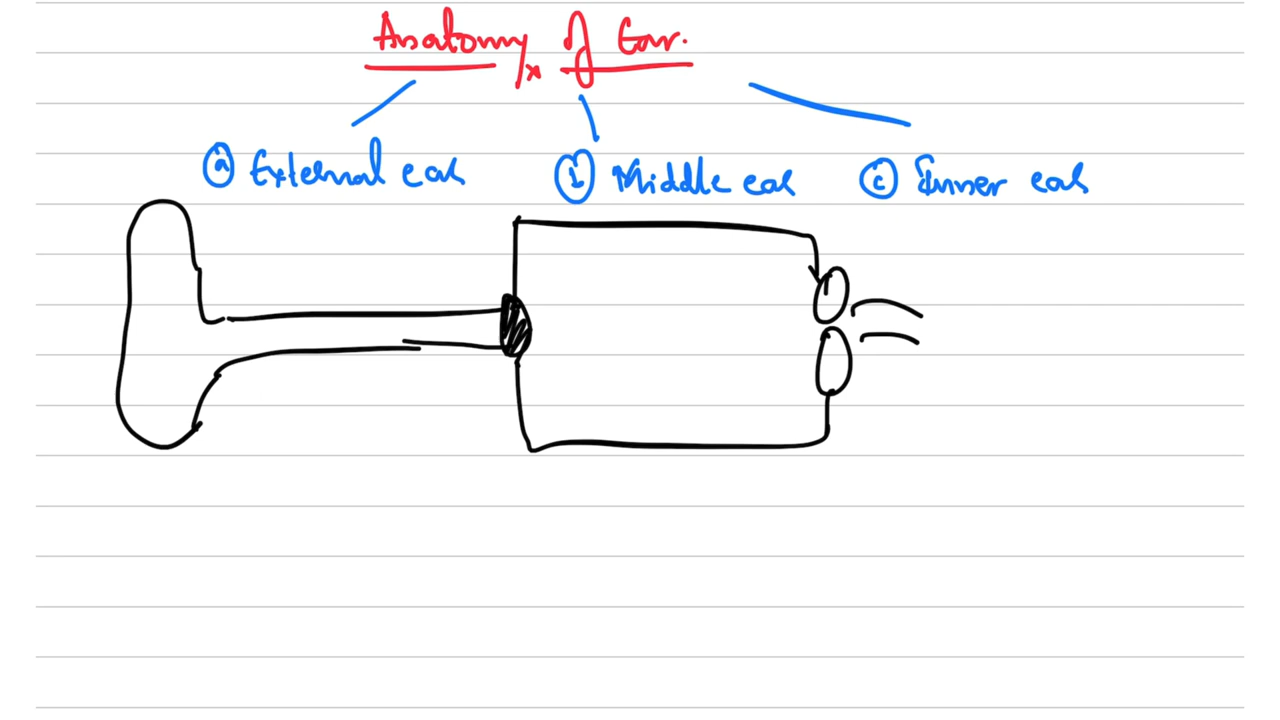 Anatomy of Ear.
ⓐ External ear ⓑ Middle ear ⓒ Inner ear